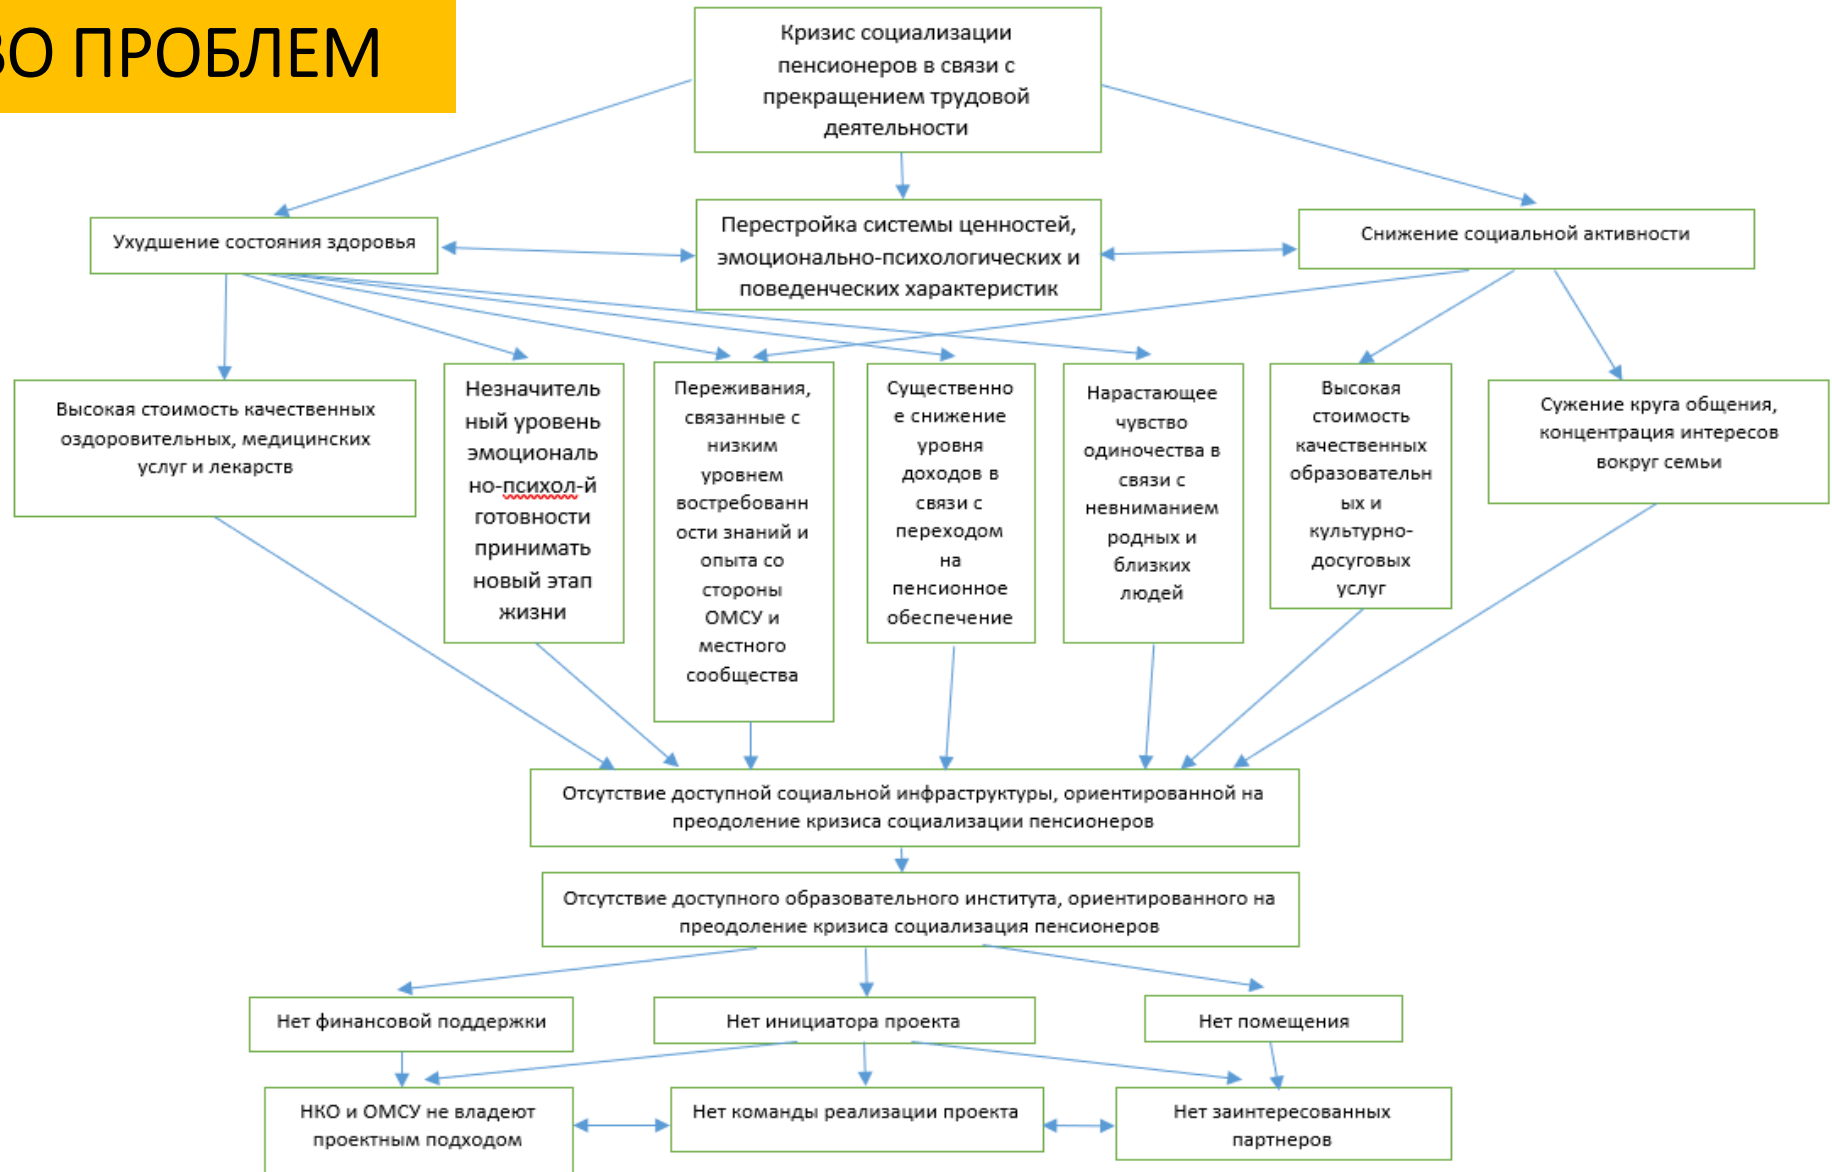 ВО ПРОБЛЕМ
Кризис социализации
пенсионеров в связи с
прекращением трудовой
деятельности
Ухудшение состояния здоровья
Перестройка системы ценностей,
эмоционально-психологических и
поведенческих характеристик
Снижение социальной активности
Высокая стоимость качественных
оздоровительных, медицинских
услуг и лекарств
Незначитель
ный уровень
эмоциональ
но-психол-й
готовности
принимать
новый этап
жизни
Переживания,
связанные с
низким
уровнем
востребованн
ости знаний и
опыта со
стороны
ОМСУ и
местного
сообщества
Существенно
е снижение
уровня
доходов в
связи с
переходом
на
пенсионное
обеспечение
Нарастающее
чувство
одиночества в
связи с
невниманием
родных и
близких
людей
Высокая
стоимость
качественных
образовательн
ых и
культурно-
досуговых
услуг
Сужение круга общения,
концентрация интересов
вокруг семьи
Отсутствие доступной социальной инфраструктуры, ориентированной на
преодоление кризиса социализации пенсионеров
Отсутствие доступного образовательного института, ориентированного на
преодоление кризиса социализация пенсионеров
Нет финансовой поддержки
Нет инициатора проекта
Нет помещения
НКО и ОМСУ не владеют
проектным подходом
Нет команды реализации проекта
Нет заинтересованных
партнеров